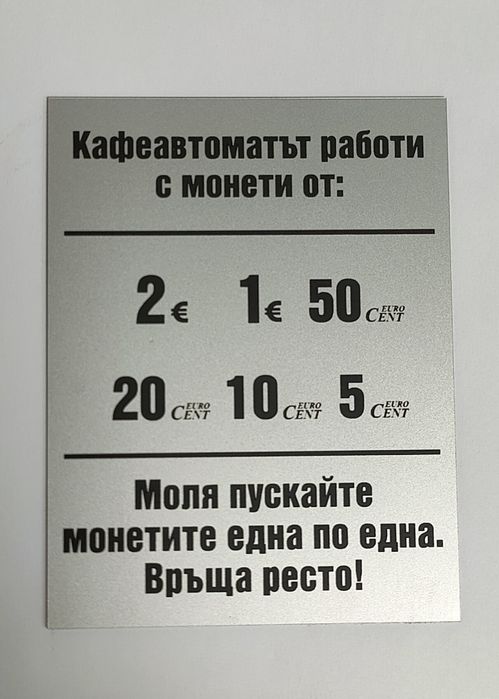 Кафеавтоматът работи
с монети от:
2€ 1€ 50 EURO CENT
20 EURO CENT 10 EURO CENT 5 EURO CENT
Моля пускайте
монетите една по една.
Връща ресто!